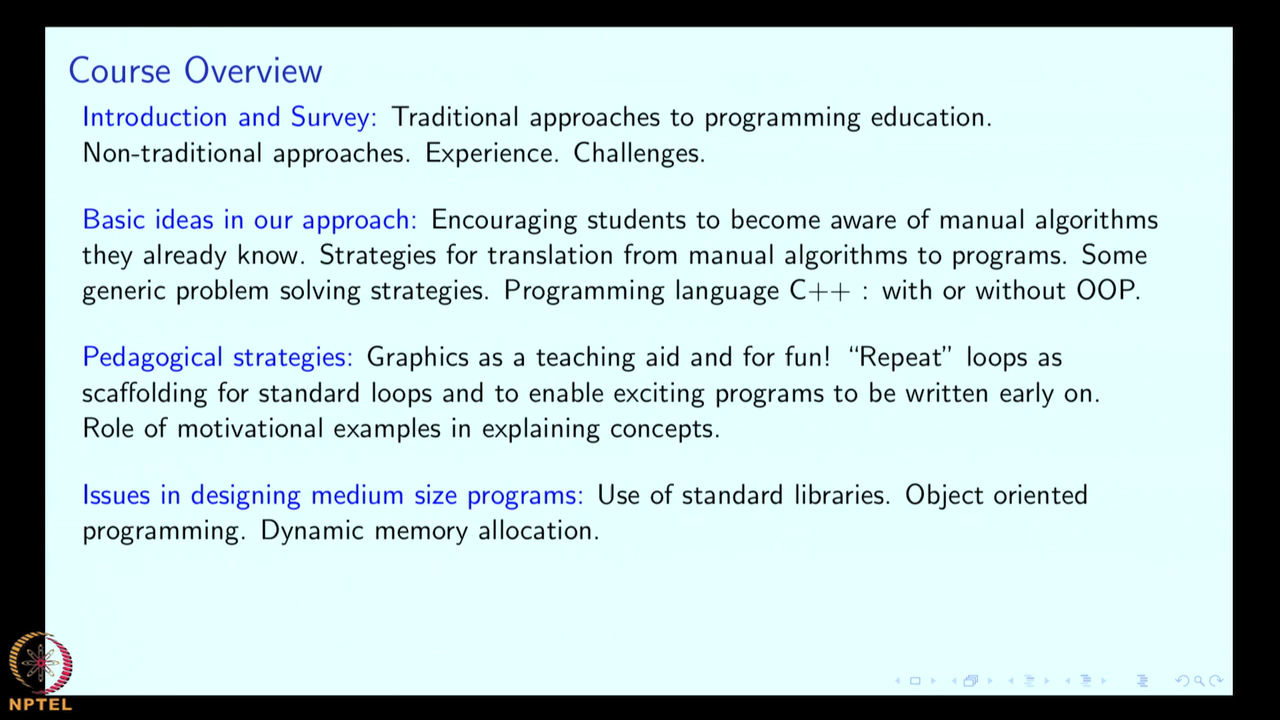 Course Overview
Introduction and Survey: Traditional approaches to programming education.
Non-traditional approaches. Experience. Challenges.
Basic ideas in our approach: Encouraging students to become aware of manual algorithms
they already know. Strategies for translation from manual algorithms to programs. Some
generic problem solving strategies. Programming language C++ : with or without OOP.
Pedagogical strategies: Graphics as a teaching aid and for fun! “Repeat” loops as
scaffolding for standard loops and to enable exciting programs to be written early on.
Role of motivational examples in explaining concepts.
Issues in designing medium size programs: Use of standard libraries. Object oriented
programming. Dynamic memory allocation.
NPTEL